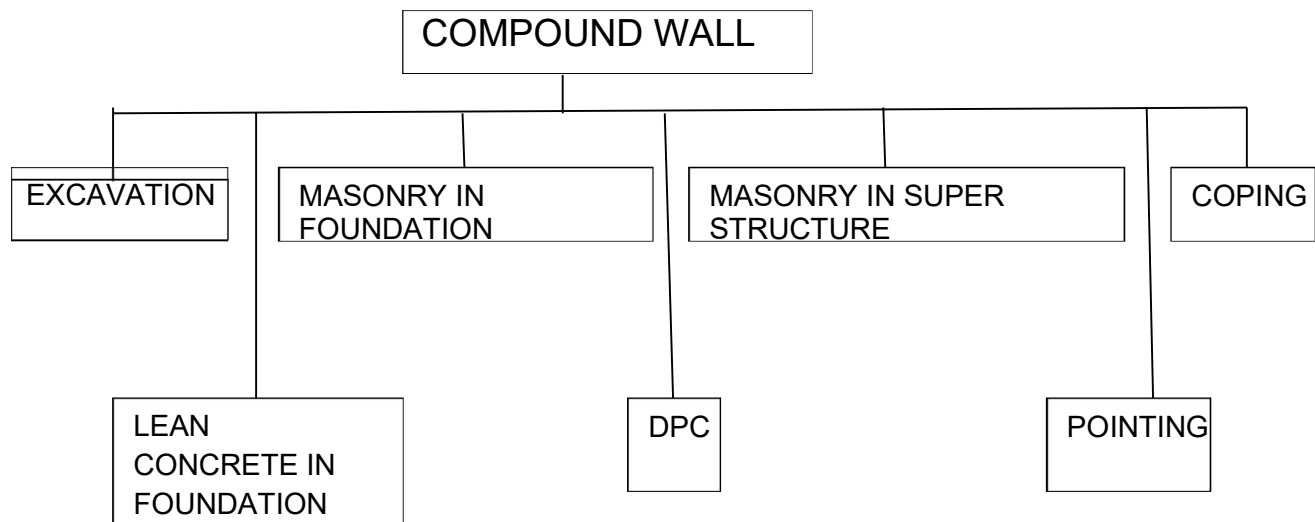 COMPOUND WALL
EXCAVATION
MASONRY IN
FOUNDATION
MASONRY IN SUPER
STRUCTURE
COPING
LEAN
CONCRETE IN
FOUNDATION
DPC
POINTING